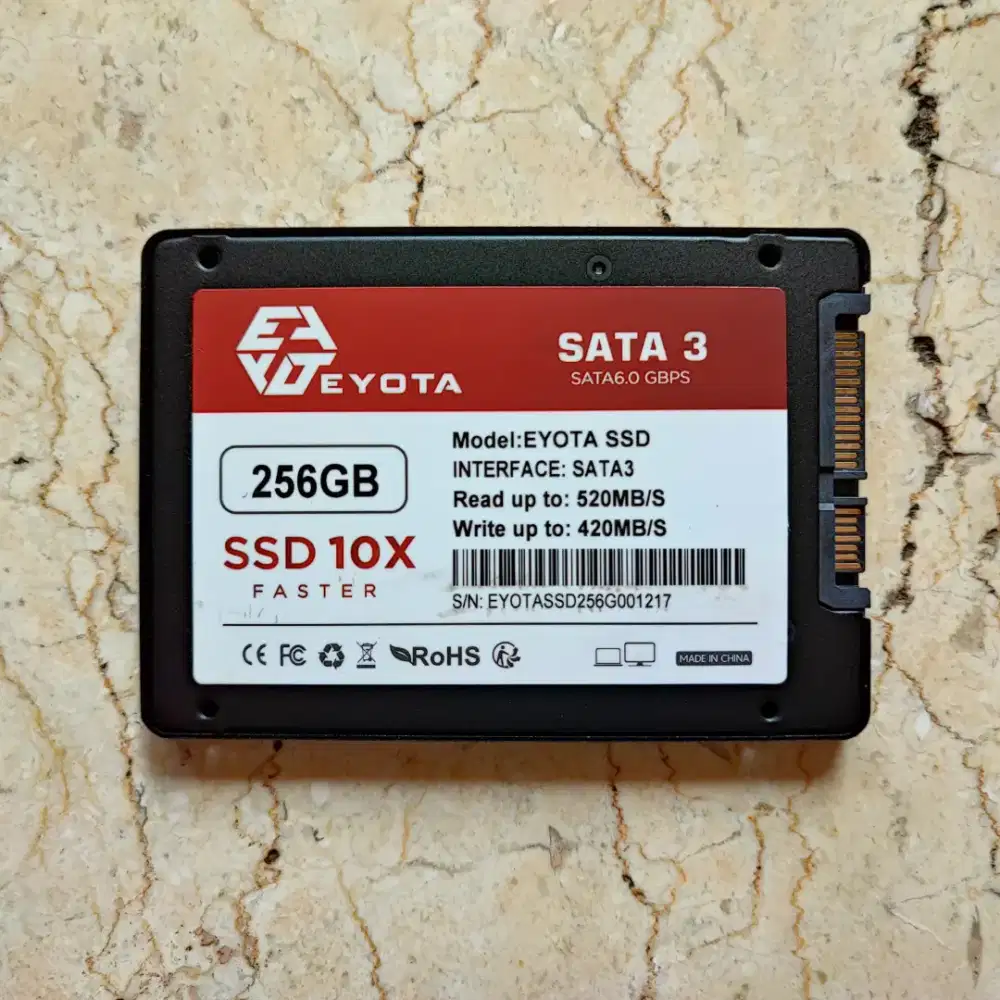 EYOTA
EYOTA
SATA 3
SATA6.0 GBPS
256GB
SSD 10X
FASTER
Model:EYOTA SSD
INTERFACE: SATA3
Read up to: 520MB/S
Write up to: 420MB/S
S/N: EYOTASSD256G001217
CE FC RoHS
MADE IN CHINA